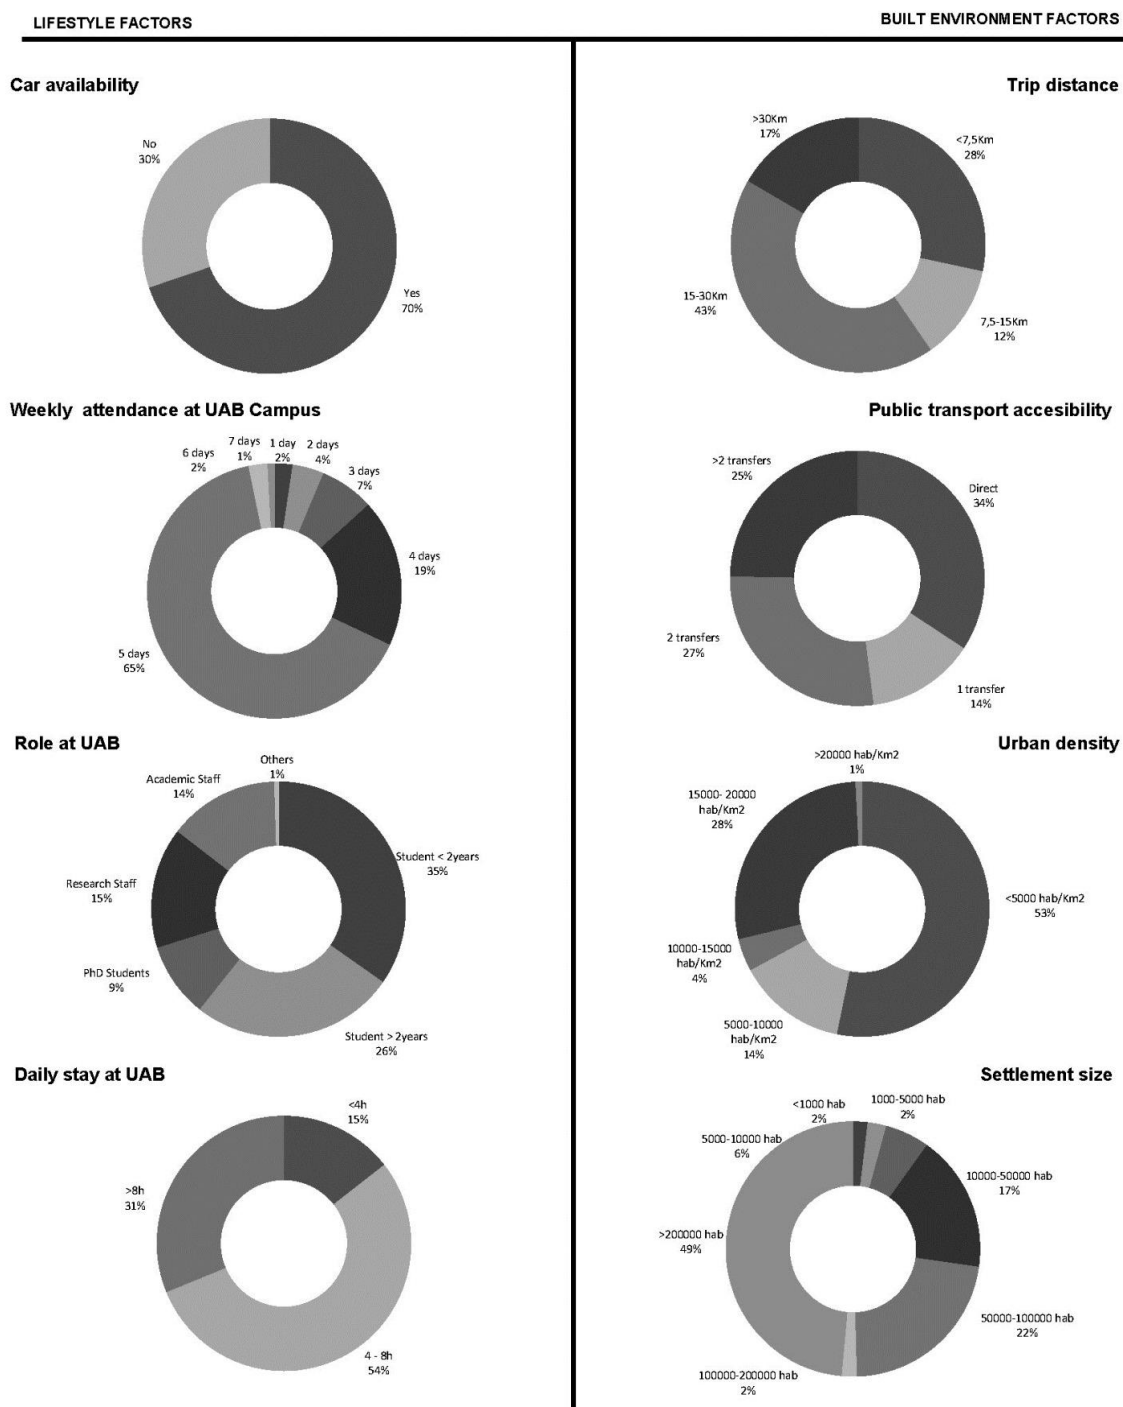 LIFESTYLE FACTORS
BUILT ENVIRONMENT FACTORS
Car availability
No
30%
Yes
70%
Trip distance
>30Km
17%
<7,5Km
28%
15-30Km
43%
7,5-15Km
12%
Weekly attendance at UAB Campus
6 days
2%
7 days
1%
1 day
2%
2 days
4%
3 days
7%
4 days
19%
5 days
65%
Public transport accesibility
>2 transfers
25%
Direct
34%
2 transfers
27%
1 transfer
14%
Role at UAB
Others
1%
Academic Staff
14%
Student < 2years
35%
Research Staff
15%
PhD Students
9%
Student > 2years
26%
Urban density
>20000 hab/Km2
1%
15000- 20000
hab/Km2
28%
<5000 hab/Km2
53%
10000-15000
hab/Km2
4%
5000-10000
hab/Km2
14%
Daily stay at UAB
<4h
15%
>8h
31%
4 - 8h
54%
Settlement size
<1000 hab
2%
1000-5000 hab
2%
5000-10000 hab
6%
10000-50000 hab
17%
>200000 hab
49%
50000-100000 hab
22%
100000-200000 hab
2%